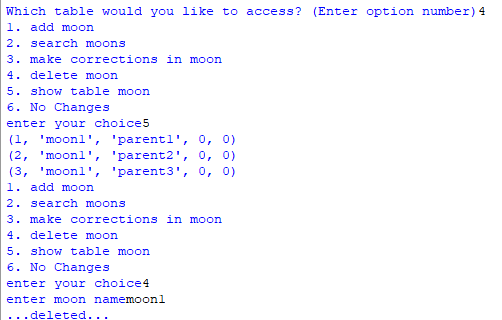 Which table would you like to access? (Enter option number)4
1. add moon
2. search moons
3. make corrections in moon
4. delete moon
5. show table moon
6. No Changes
enter your choice5
(1, 'moon1', 'parent1', 0, 0)
(2, 'moon1', 'parent2', 0, 0)
(3, 'moon1', 'parent3', 0, 0)
1. add moon
2. search moons
3. make corrections in moon
4. delete moon
5. show table moon
6. No Changes
enter your choice4
enter moon namemoon1
...deleted...